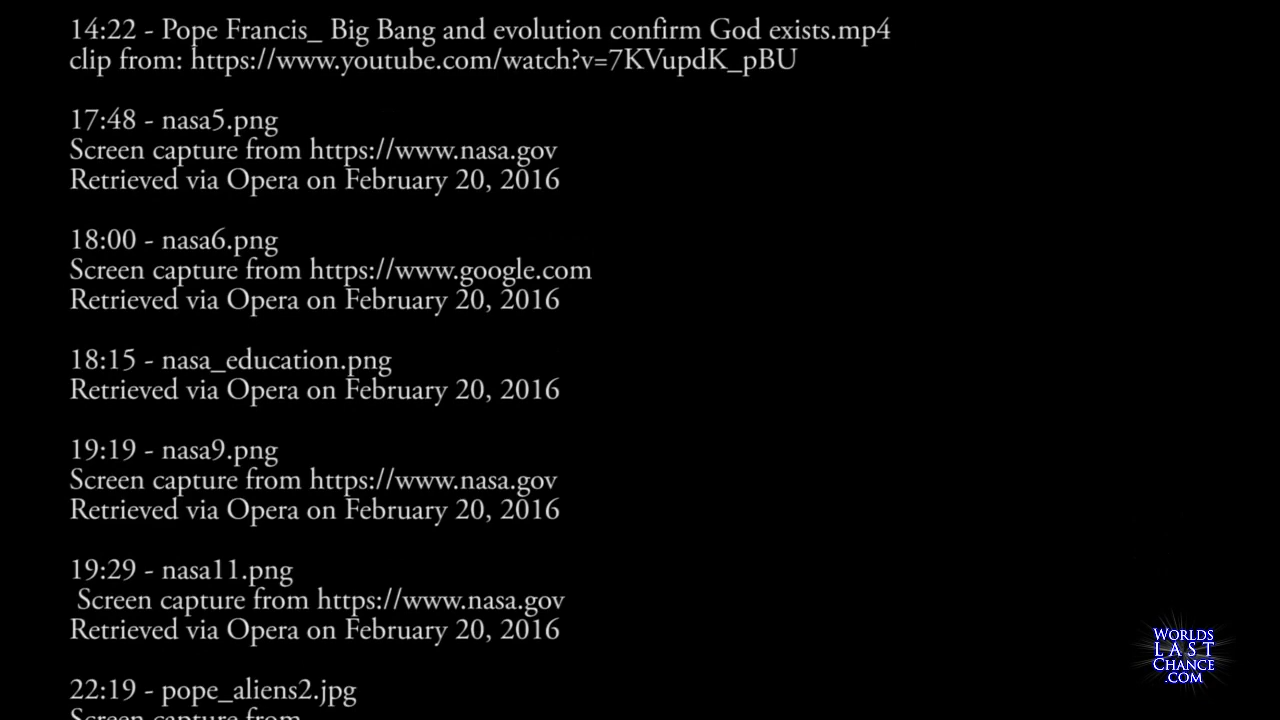 14:22 - Pope Francis_ Big Bang and evolution confirm God exists.mp4
clip from: https://www.youtube.com/watch?v=7KVupdK_pBU
17:48 - nasa5.png
Screen capture from https://www.nasa.gov
Retrieved via Opera on February 20, 2016
18:00 - nasa6.png
Screen capture from https://www.google.com
Retrieved via Opera on February 20, 2016
18:15 - nasa_education.png
Retrieved via Opera on February 20, 2016
19:19 - nasa9.png
Screen capture from https://www.nasa.gov
Retrieved via Opera on February 20, 2016
19:29 - nasa11.png
Screen capture from https://www.nasa.gov
Retrieved via Opera on February 20, 2016
22:19 - pope_aliens2.jpg
Screen capture from
WORLDS
LAST
CHANCE
.COM